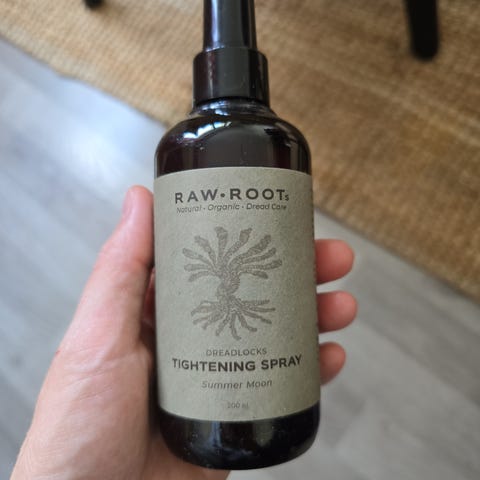 RAW•ROOTs
Natural - Organic - Dread Care
DREADLOCKS
TIGHTENING SPRAY
Summer Moon
200 ml